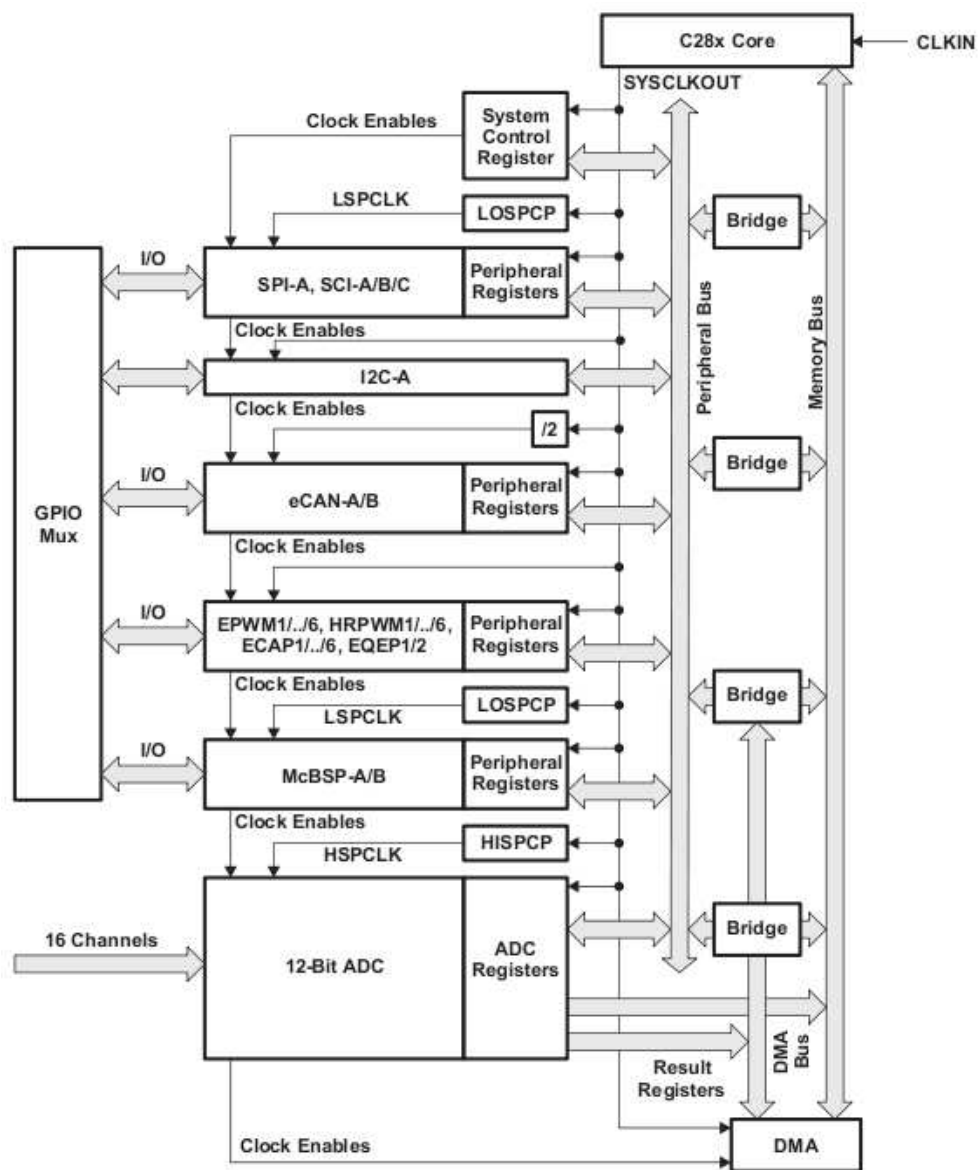 C28x Core
CLKIN
SYSCLKOUT
Clock Enables
System
Control
Register
LSPCLK
LOSPCP
Bridge
I/O
SPI-A, SCI-A/B/C
Peripheral
Registers
Clock Enables
I2C-A
Peripheral Bus
Memory Bus
Clock Enables
/2
Bridge
I/O
eCAN-A/B
Peripheral
Registers
GPIO
Mux
Clock Enables
I/O
EPWM1/../6, HRPWM1/../6,
ECAP1/../6, EQEP1/2
Peripheral
Registers
Clock Enables
LSPCLK
LOSPCP
Bridge
I/O
McBSP-A/B
Peripheral
Registers
Clock Enables
HSPCLK
HISPCP
16 Channels
12-Bit ADC
ADC
Registers
Bridge
DMA
Bus
Result
Registers
Clock Enables
DMA